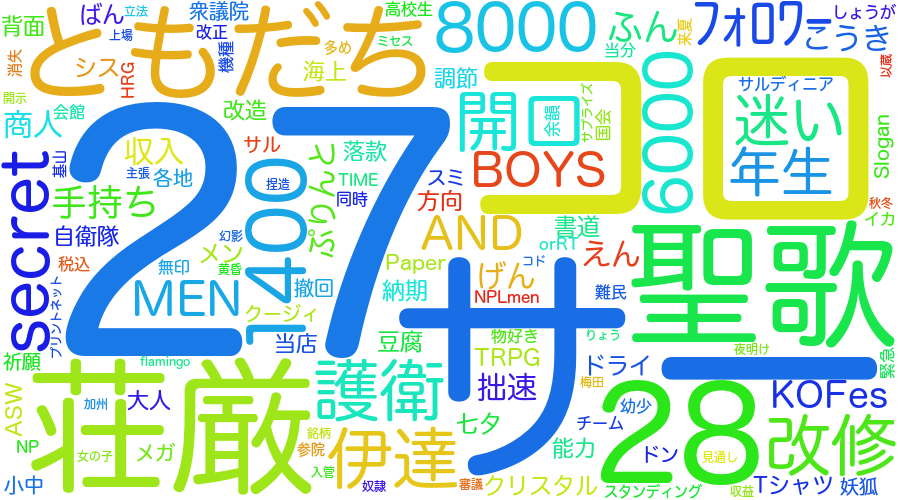 背面
ばん
立法
衆議院
高校生
8000
ふん
来夏
フォロワー
しょうが
ともだち
上場
改正
機種
多め
ミセス
当分
こうき
消失
シス
HRG
海上
調節
開
コ
回
サプライズ
国会
6000
ロ
サルディニア
以蔵
開示
商人
会館
改造
余韻
迷い
27
secret
基山
収入
主張
各地
サル
1400
ぷりんと
落款
BOYS
年生
Slogan
手持ち
捏造
TIME
同時
スミ
方向
AND
書道
秋冬
イカ
自衛隊
幻影
メン
orRT
えん
聖歌
税込
無印
黄昏
Paper
げん
コド
プリントネット
MEN
撤回
納期
NPLmen
難民
サ
クージィ
当店
豆腐
物好き
りょう
夜明け
祈願
flamingo
TRPG
ドライ
ー
緊急
荘厳
護衛
拙速
梅田
28
KOFes
ASW
加州
大人
七夕
チーム
幼少
改修
NP
女の子
メガ
銘柄
参院
伊達
能力
ドン
見通し
小中
入管
奴隷
審議
クリスタル
スタンディング
収益
Tシャツ
妖狐